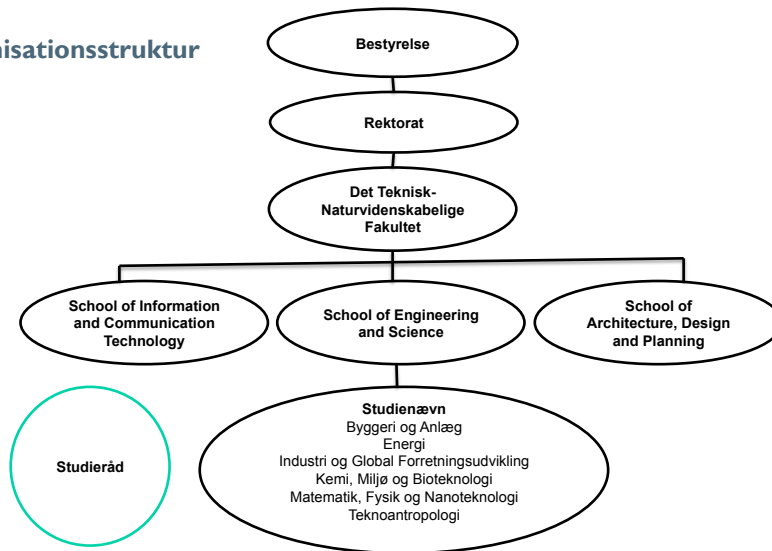 nisationsstruktur
Bestyrelse
Rektorat
Det Teknisk-
Naturvidenskabelige
Fakultet
School of Information
and Communication
Technology
School of Engineering
and Science
School of
Architecture, Design
and Planning
Studieråd
Studienævn
Byggeri og Anlæg
Energi
Industri og Global Forretningsudvikling
Kemi, Miljø og Bioteknologi
Matematik, Fysik og Nanoteknologi
Teknoantropologi